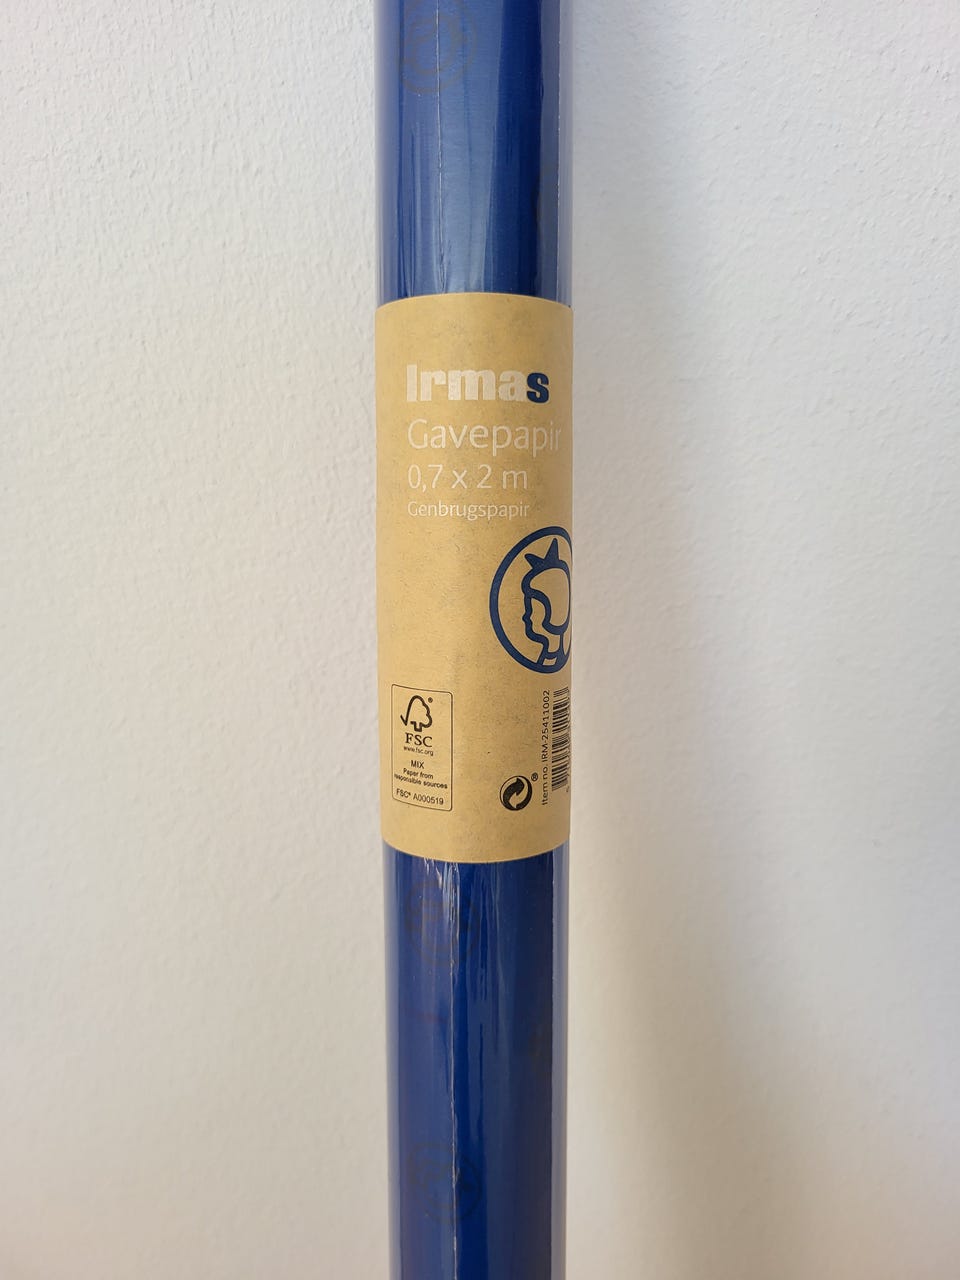 Irmas
Gavepapir
0,7 x 2 m
Genbrugspapir
®
FSC
www.fsc.org
MIX
Paper from
responsible sources
FSC® A000519
®
Item no. IRM-25411002